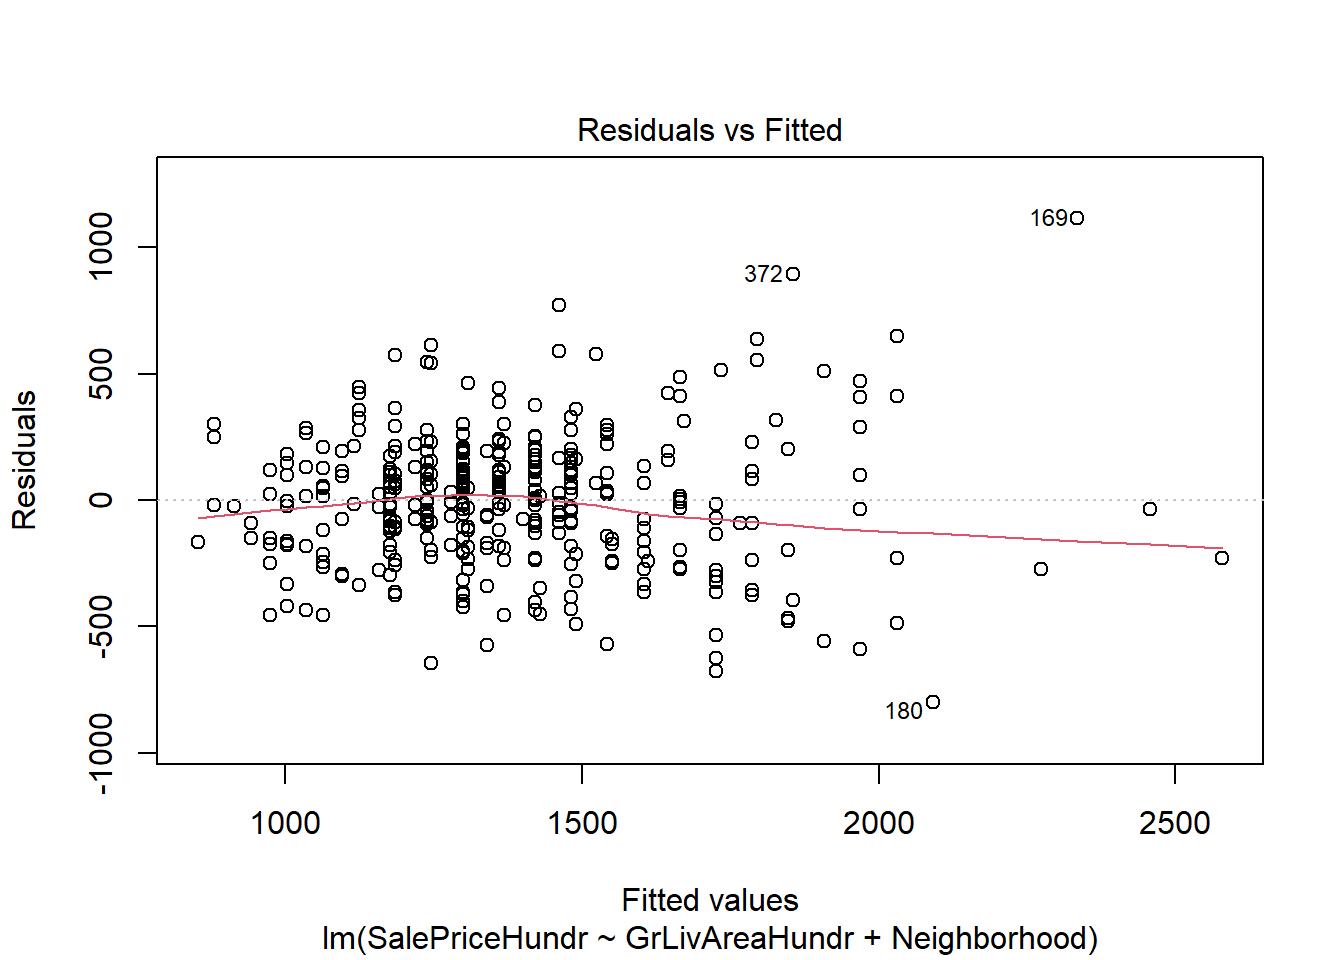 Residuals vs Fitted
1000
500
0
-500
-1000
Residuals
169
372
180
1000 1500 2000 2500
Fitted values
lm(SalePriceHundr ~ GrLivAreaHundr + Neighborhood)